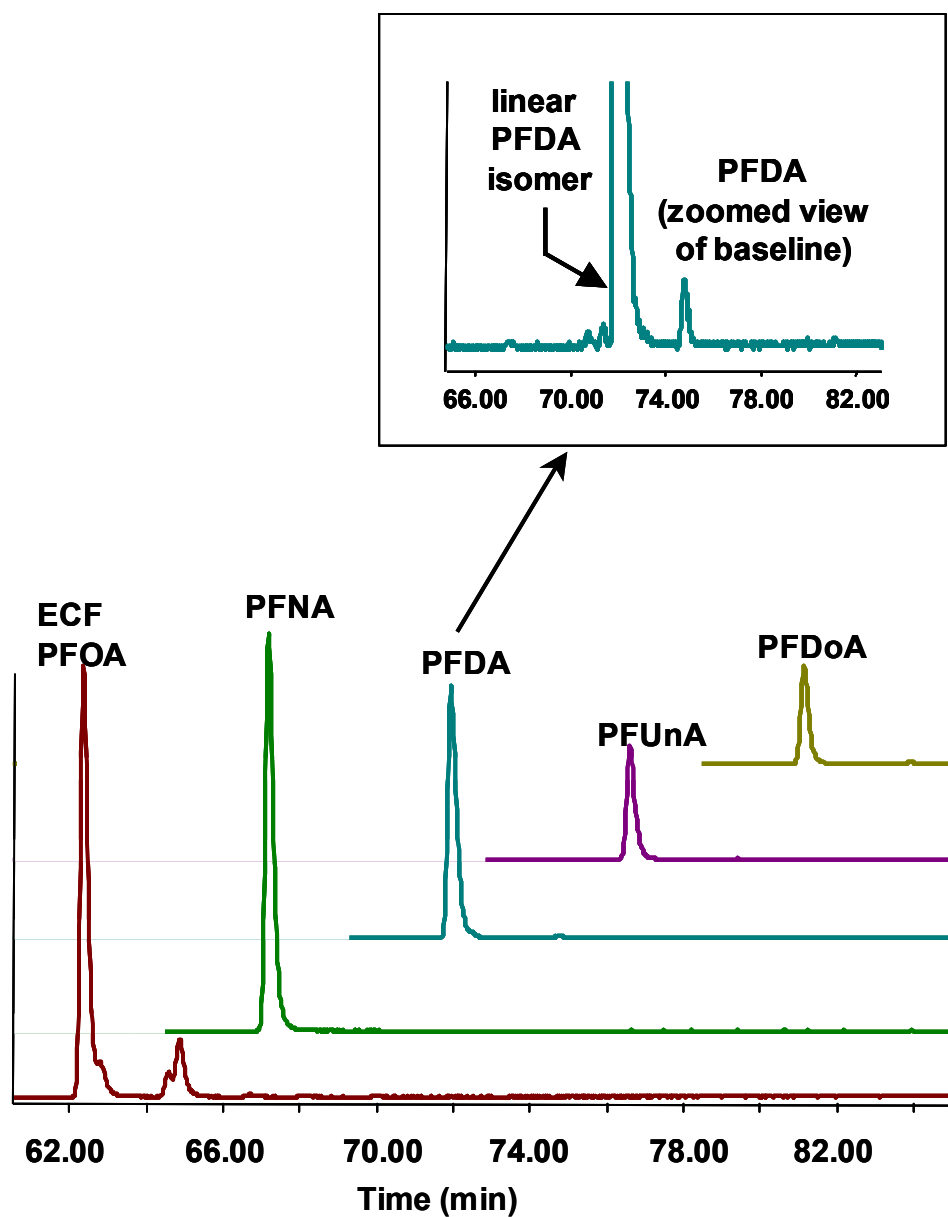 linear
PFDA
isomer
PFDA
(zoomed view
of baseline)
66.00 70.00 74.00 78.00 82.00
ECF
PFOA
PFNA
PFDA
PFUnA
PFDoA
62.00 66.00 70.00 74.00 78.00 82.00
Time (min)